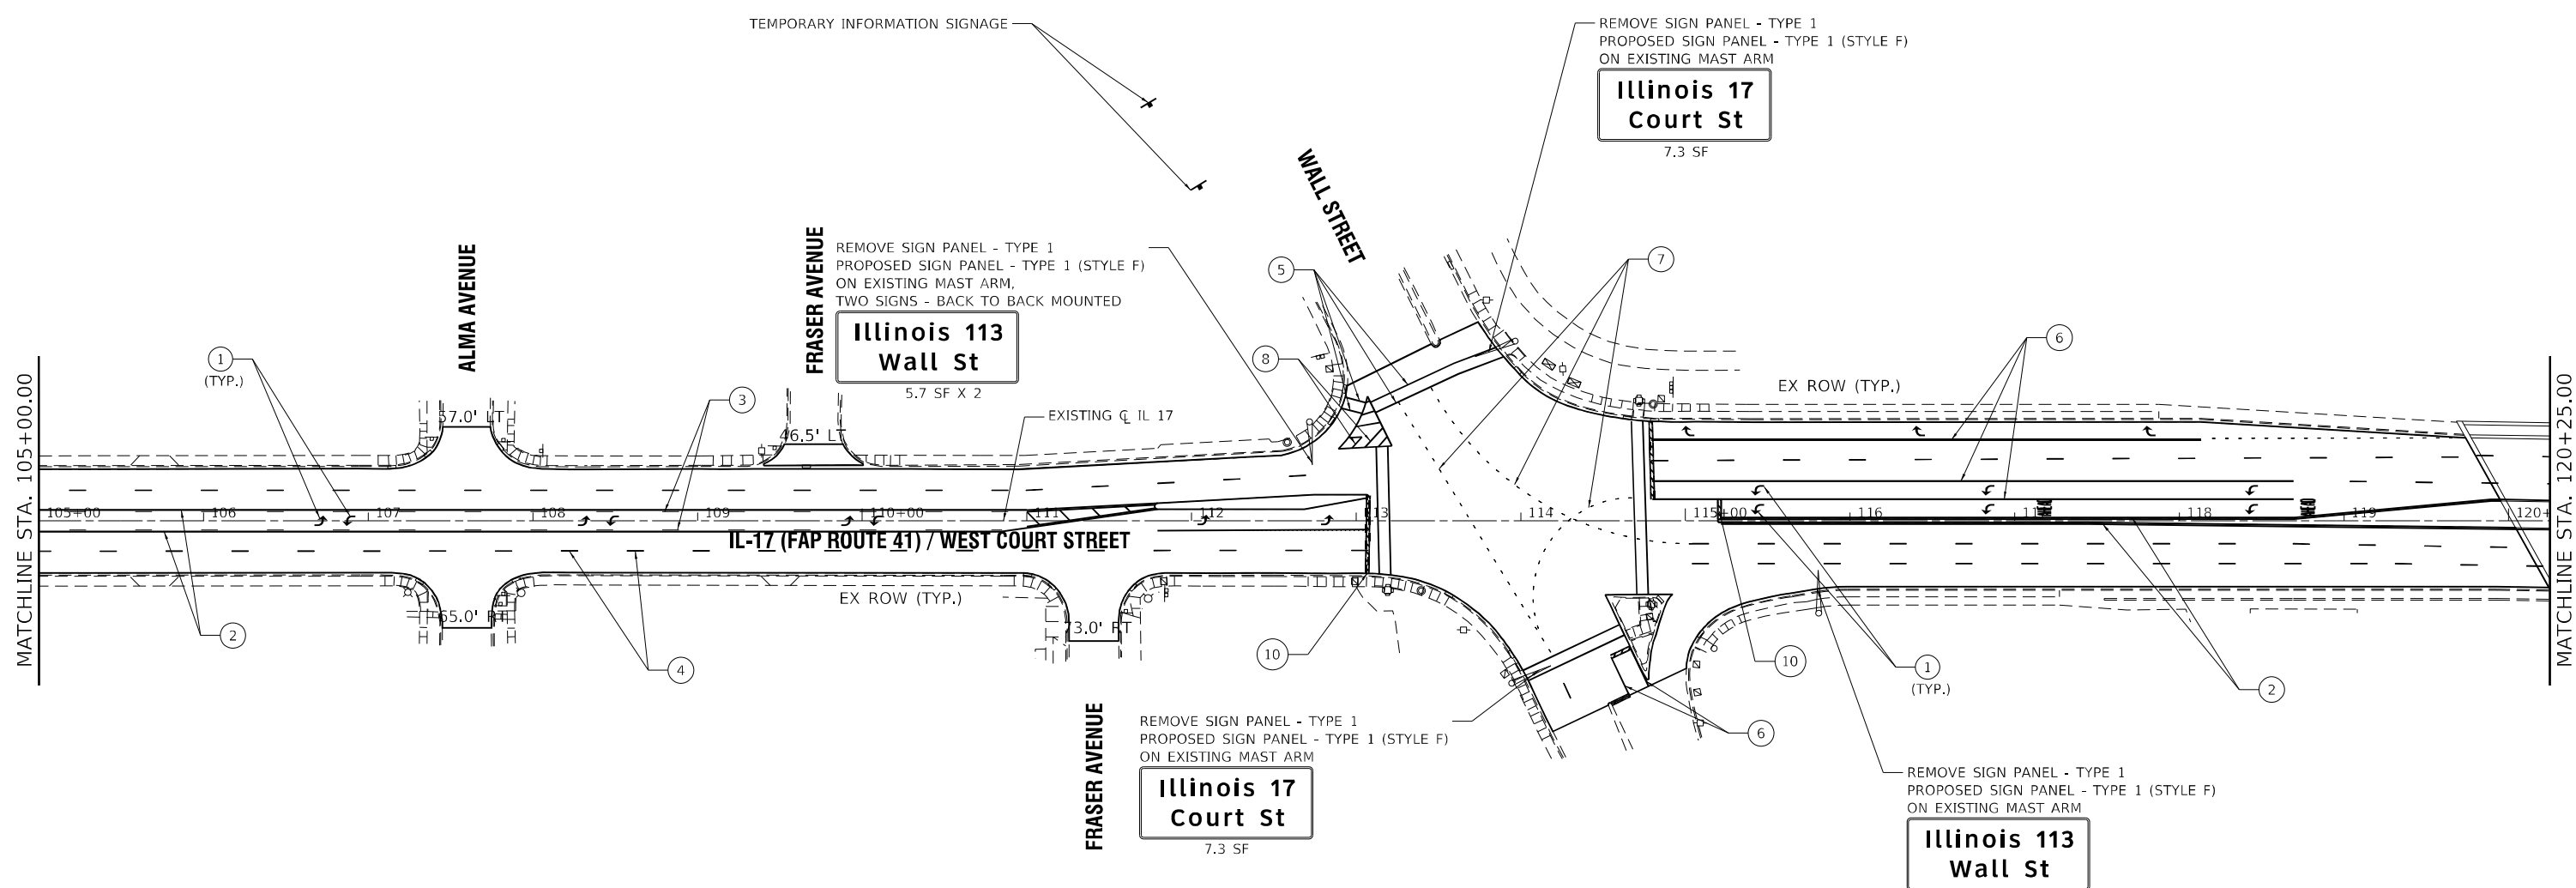 TEMPORARY INFORMATION SIGNAGE
REMOVE SIGN PANEL - TYPE 1
PROPOSED SIGN PANEL - TYPE 1 (STYLE F)
ON EXISTING MAST ARM
Illinois 17
Court St
7.3 SF
WALL STREET
ALMA AVENUE
FRASER AVENUE
REMOVE SIGN PANEL - TYPE 1
PROPOSED SIGN PANEL - TYPE 1 (STYLE F)
ON EXISTING MAST ARM,
TWO SIGNS - BACK TO BACK MOUNTED
Illinois 113
Wall St
5.7 SF X 2
5
7
8
6
1
(TYP.)
3
EX ROW (TYP.)
EXISTING ℄ IL 17
57.0' LT
46.5' LT
MATCHLINE STA. 105+00.00
MATCHLINE STA. 120+25.00
105+00
106
107
108
109
110+00
111
112
113
114
115+00
116
118
119
IL-17 (FAP ROUTE 41) / WEST COURT STREET
EX ROW (TYP.)
65.0' RT
73.0' RT
2
4
10
10
1
(TYP.)
2
6
FRASER AVENUE
REMOVE SIGN PANEL - TYPE 1
PROPOSED SIGN PANEL - TYPE 1 (STYLE F)
ON EXISTING MAST ARM
Illinois 17
Court St
7.3 SF
REMOVE SIGN PANEL - TYPE 1
PROPOSED SIGN PANEL - TYPE 1 (STYLE F)
ON EXISTING MAST ARM
Illinois 113
Wall St